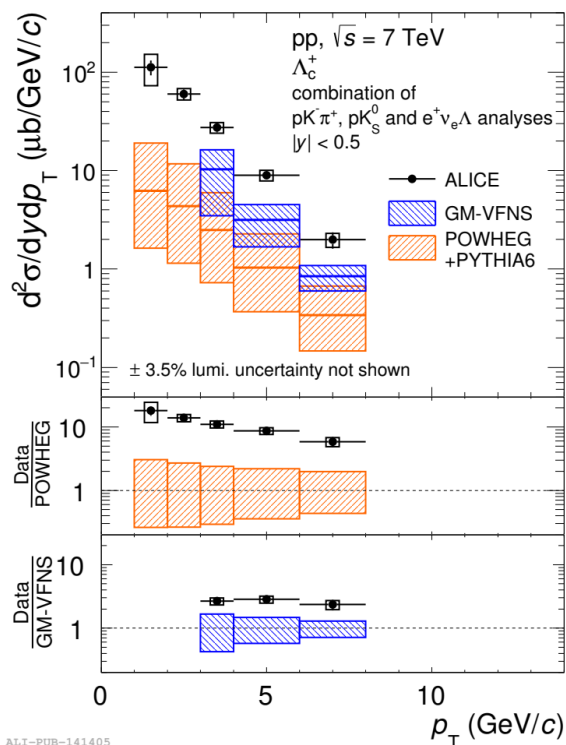 pp, √s = 7 TeV
Λc+
combination of
pK-π+, pK0S and e+νeΛ analyses
|y| < 0.5
ALICE
GM-VFNS
POWHEG
+PYTHIA6
d2σ/dydpT (μb/GeV/c)
10²
10
1
10⁻¹
± 3.5% lumi. uncertainty not shown
Data
POWHEG
10
1
Data
GM-VFNS
10
1
0 5 10
pT (GeV/c)
ALI-PUB-141405